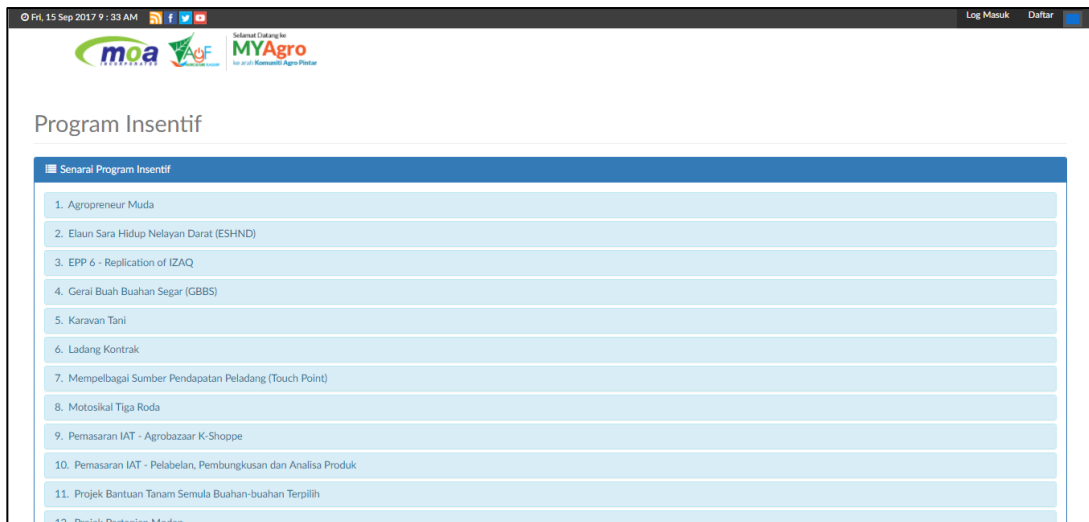 Fri, 15 Sep 2017 9 : 33 AM
Log Masuk Daftar
moa
INCORPORATED
AgF
Selamat Datang ke
MYAgro
ke arah Komuniti Agro Pintar
Program Insentif
Senarai Program Insentif
1. Agropreneur Muda
2. Elaun Sara Hidup Nelayan Darat (ESHND)
3. EPP 6 - Replication of IZAQ
4. Gerai Buah Buahan Segar (GBBS)
5. Karavan Tani
6. Ladang Kontrak
7. Mempelbagai Sumber Pendapatan Peladang (Touch Point)
8. Motosikal Tiga Roda
9. Pemasaran IAT - Agrobazaar K-Shoppe
10. Pemasaran IAT - Pelabelan, Pembungkusan dan Analisa Produk
11. Projek Bantuan Tanam Semula Buahan-buahan Terpilih